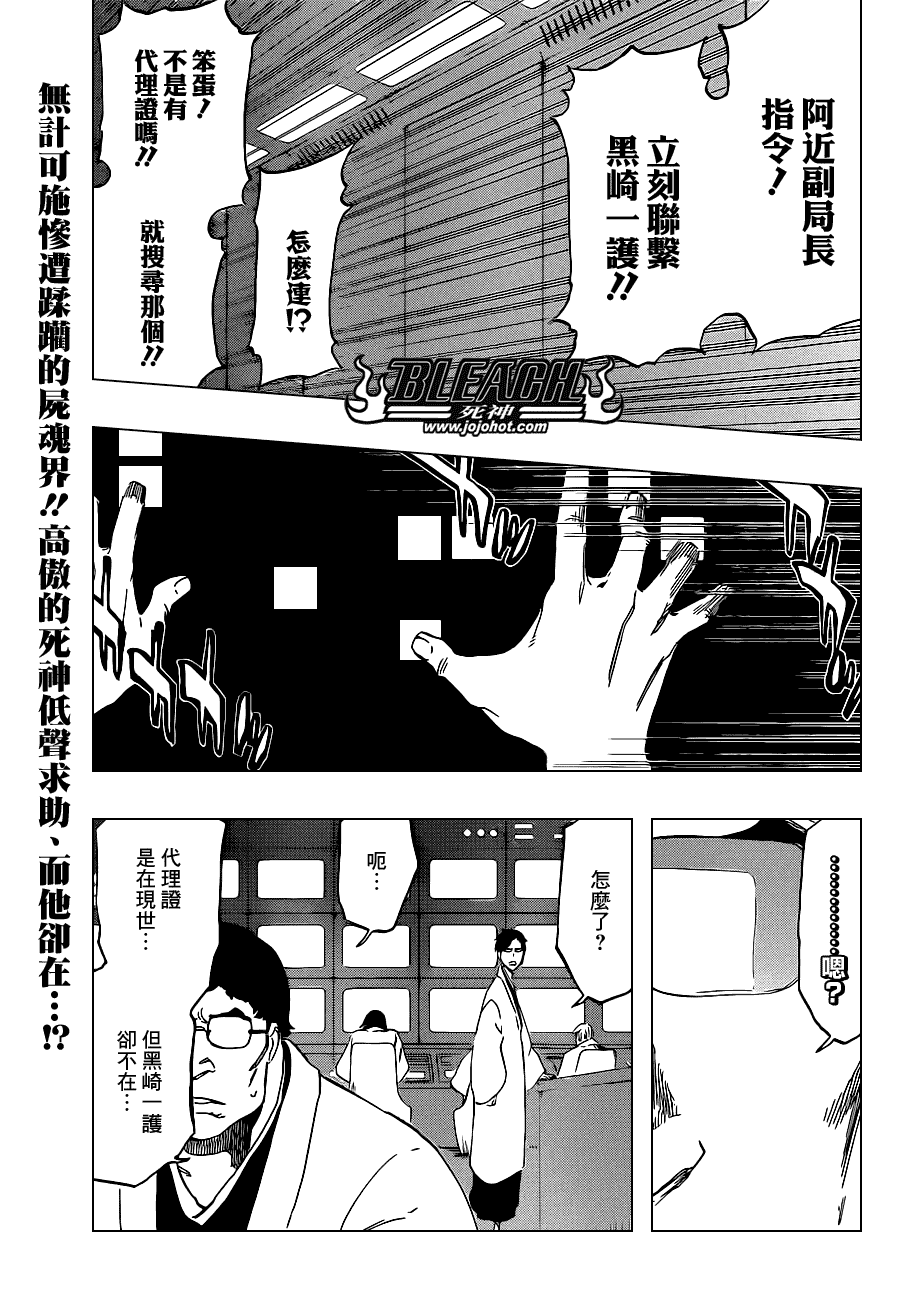 阿近副局長
指令！
立刻聯繫
黑崎一護！！
怎麼連！？
笨蛋！
不是有
代理證嗎！！
就搜尋那個！！
BLEACH
死神
www.jojohot.com
…………嗯？
怎麼了？
呃…
代理證
是在現世…
但黑崎一護
卻不在…
無計可施慘遭蹂躪的屍魂界！！高傲的死神低聲求助、而他卻在…！？